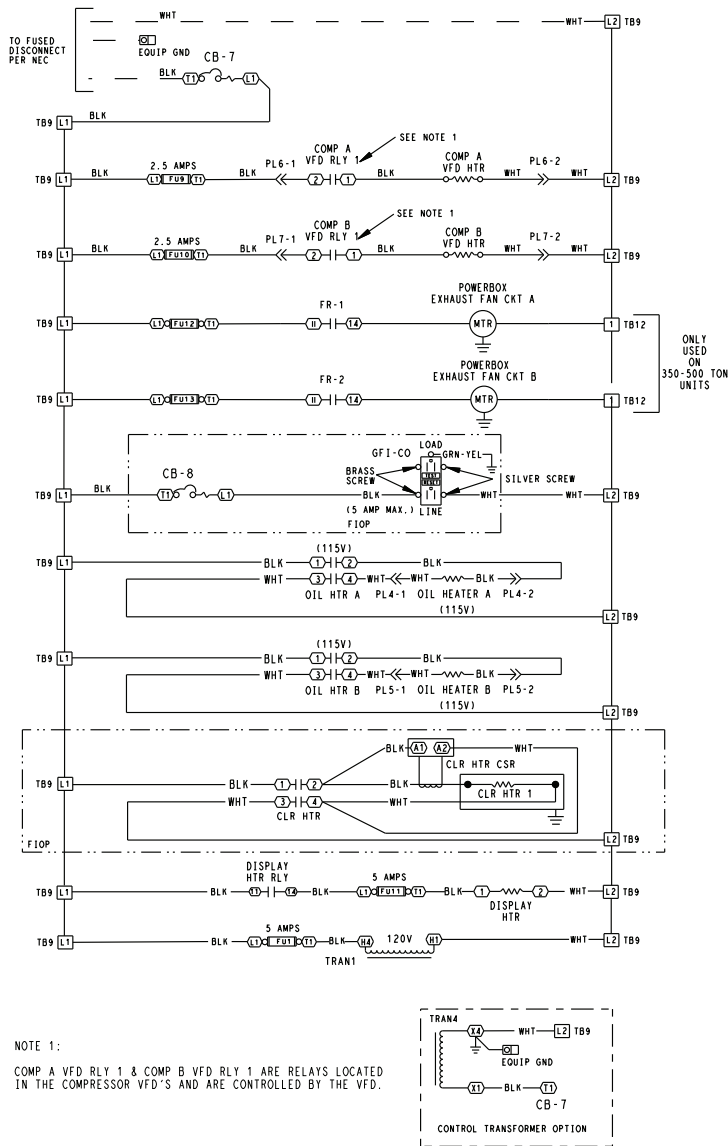 WHT
WHT
L2 TB9
TO FUSED
DISCONNECT
PER NEC
EQUIP GND
CB-7
BLK T1 L1
TB9 L1 BLK
SEE NOTE 1
COMP A
VFD RLY 1
COMP A
VFD HTR
2.5 AMPS
PL6-1
PL6-2
TB9 L1 BLK L1 FU9 T1 BLK 2 1 BLK WHT WHT L2 TB9
SEE NOTE 1
COMP B
VFD RLY 1
COMP B
VFD HTR
2.5 AMPS
PL7-1
PL7-2
TB9 L1 BLK L1 FU10 T1 BLK 2 1 BLK WHT WHT L2 TB9
POWERBOX
EXHAUST FAN CKT A
FR-1
TB9 L1 L1 FU12 T1 11 14 MTR 1 TB12
POWERBOX
EXHAUST FAN CKT B
FR-2
TB9 L1 L1 FU13 T1 11 14 MTR 1 TB12
ONLY
USED
ON
350-500 TON
UNITS
LOAD
GFI-CO
GRN-YEL
CB-8
BRASS
SCREW
TEST
RESET
SILVER SCREW
TB9 L1 BLK T1 L1 BLK WHT WHT L2 TB9
(5 AMP MAX.)
LINE
FIOP
(115V)
TB9 L1 BLK 1 2 BLK
WHT 3 4 WHT WHT BLK
OIL HTR A PL4-1 OIL HEATER A PL4-2
(115V)
L2 TB9
(115V)
TB9 L1 BLK 1 2 BLK
WHT 3 4 WHT WHT BLK
OIL HTR B PL5-1 OIL HEATER B PL5-2
(115V)
L2 TB9
BLK A1 A2 WHT
CLR HTR CSR
TB9 L1 BLK 1 2 BLK
CLR HTR 1
WHT 3 4 WHT
CLR HTR
L2 TB9
FIOP
DISPLAY
HTR RLY
5 AMPS
TB9 L1 BLK 11 14 BLK L1 FU11 T1 BLK 1 2 WHT L2 TB9
DISPLAY
HTR
5 AMPS
TB9 L1 BLK L1 FU1 T1 BLK H4 120V H1 WHT L2 TB9
TRAN1
NOTE 1:
COMP A VFD RLY 1 & COMP B VFD RLY 1 ARE RELAYS LOCATED
IN THE COMPRESSOR VFD'S AND ARE CONTROLLED BY THE VFD.
TRAN4
X4 WHT L2 TB9
EQUIP GND
X1 BLK T1
CB-7
CONTROL TRANSFORMER OPTION